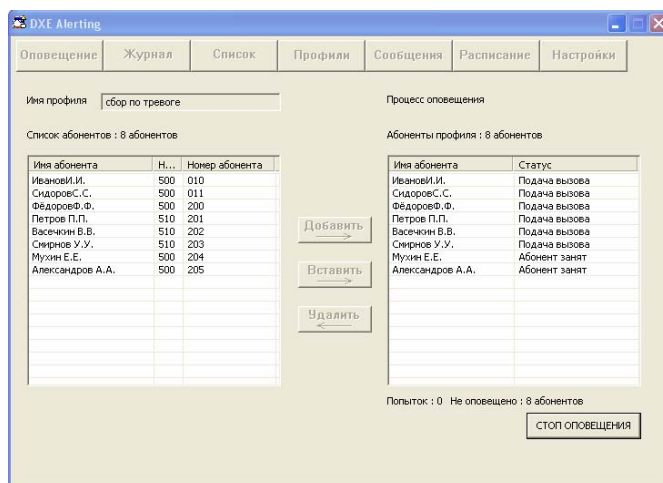 DXE Alerting
Оповещение Журнал Список Профили Сообщения Расписание Настройки
Имя профиля сбор по тревоге
Процесс оповещения
Список абонентов : 8 абонентов
Абоненты профиля : 8 абонентов
Имя абонента Н... Номер абонента
ИвановИ.И. 500 010
СидоровС.С. 500 011
ФёдоровФ.Ф. 500 200
Петров П.П. 510 201
Васечкин В.В. 510 202
Смирнов У.У. 510 203
Мухин Е.Е. 500 204
Александров А.А. 500 205
Добавить
Вставить
Удалить
Имя абонента Статус
ИвановИ.И. Подача вызова
СидоровС.С. Подача вызова
ФёдоровФ.Ф. Подача вызова
Петров П.П. Подача вызова
Васечкин В.В. Подача вызова
Смирнов У.У. Подача вызова
Мухин Е.Е. Абонент занят
Александров А.А. Абонент занят
Попыток : 0 Не оповещено : 8 абонентов
СТОП ОПОВЕЩЕНИЯ